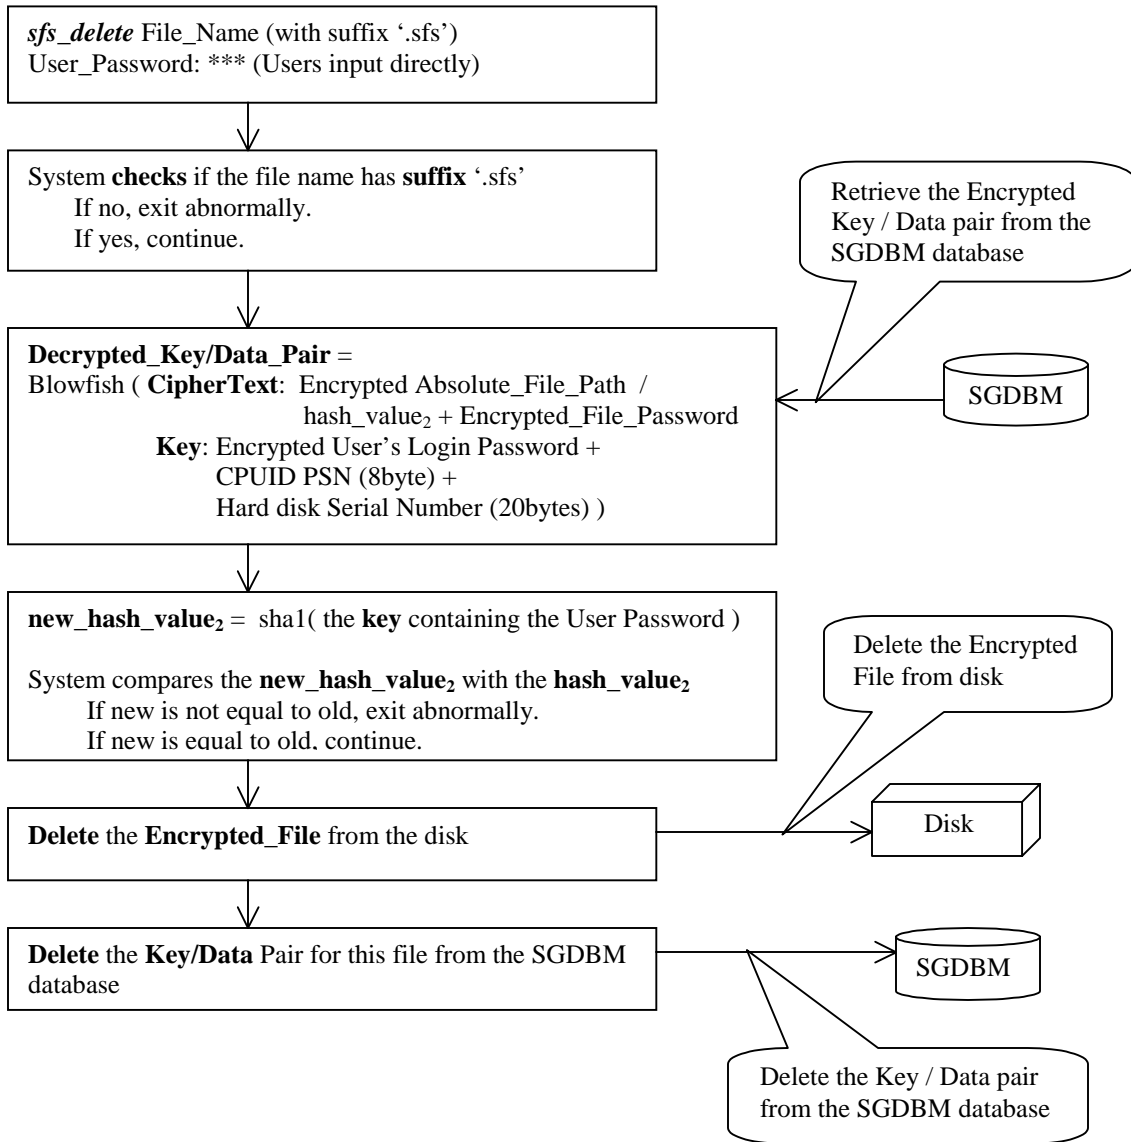 sfs_delete File_Name (with suffix ‘.sfs’)
User_Password: *** (Users input directly)
System checks if the file name has suffix ‘.sfs’
If no, exit abnormally.
If yes, continue.
Retrieve the Encrypted
Key / Data pair from the
SGDBM database
Decrypted_Key/Data_Pair =
Blowfish ( CipherText: Encrypted Absolute_File_Path /
hash_value₂ + Encrypted_File_Password
Key: Encrypted User’s Login Password +
CPUID PSN (8byte) +
Hard disk Serial Number (20bytes) )
SGDBM
new_hash_value₂ = sha1( the key containing the User Password )
System compares the new_hash_value₂ with the hash_value₂
If new is not equal to old, exit abnormally.
If new is equal to old, continue.
Delete the Encrypted
File from disk
Delete the Encrypted_File from the disk
Disk
Delete the Key/Data Pair for this file from the SGDBM
database
SGDBM
Delete the Key / Data pair
from the SGDBM database